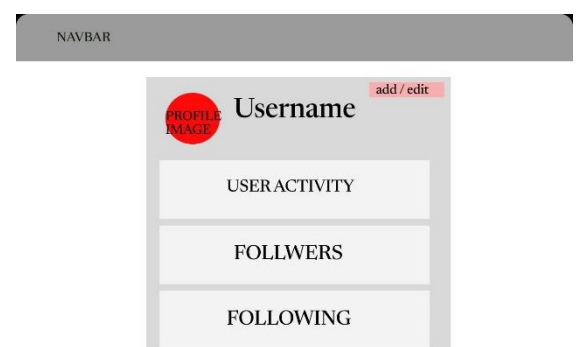 NAVBAR
add / edit
Username
PROFILE
IMAGE
USER ACTIVITY
FOLLWERS
FOLLOWING